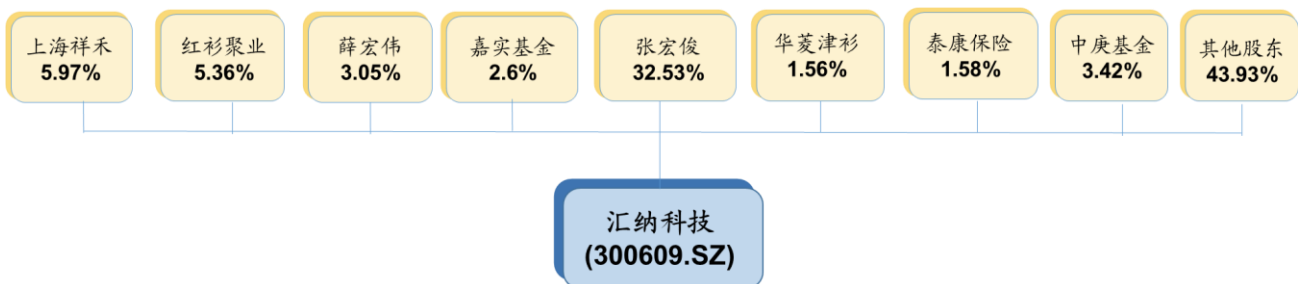 上海祥禾
5.97%
红衫聚业
5.36%
薛宏伟
3.05%
嘉实基金
2.6%
张宏俊
32.53%
华菱津衫
1.56%
泰康保险
1.58%
中庚基金
3.42%
其他股东
43.93%
汇纳科技
(300609.SZ)